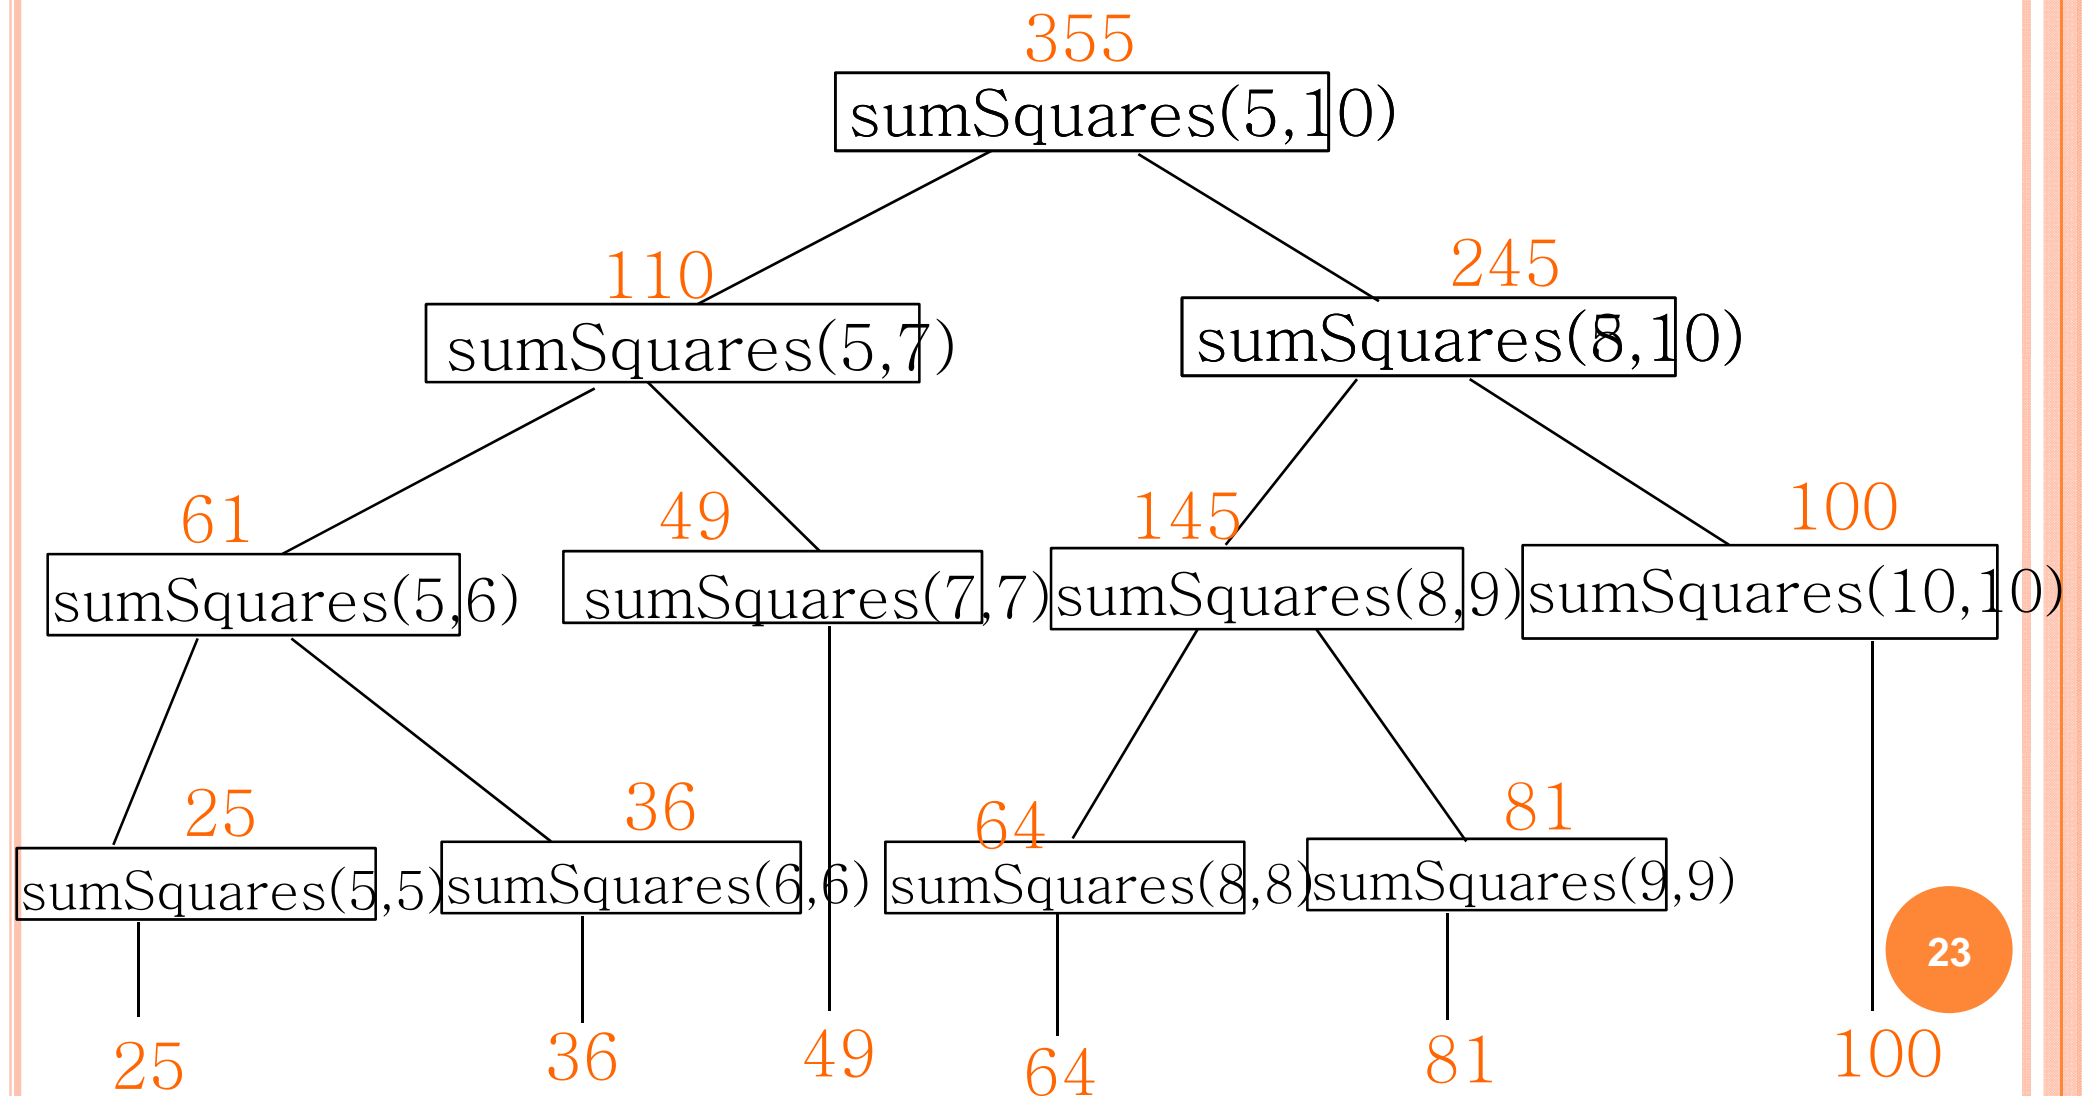 355
sumSquares(5,10)
110
245
sumSquares(5,7)
sumSquares(8,10)
61
49
145
100
sumSquares(5,6)
sumSquares(7,7)
sumSquares(8,9)
sumSquares(10,10)
25
36
64
81
sumSquares(5,5)
sumSquares(6,6)
sumSquares(8,8)
sumSquares(9,9)
23
25
36
49
64
81
100